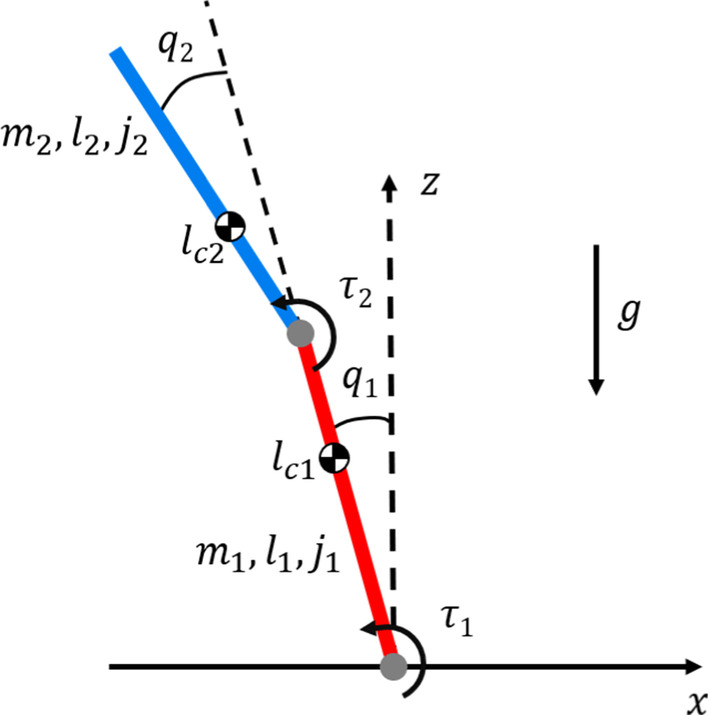 q₂
m₂, l₂, j₂
z
l_c2
τ₂
g
q₁
l_c1
m₁, l₁, j₁
τ₁
x